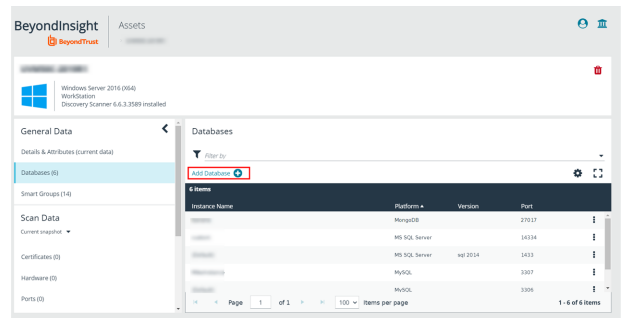 BeyondInsight
Assets
BeyondTrust
Windows Server 2016 (X64)
WorkStation
Discovery Scanner 6.6.3.3589 installed
General Data
Details & Attributes (current data)
Databases (6)
Smart Groups (14)
Scan Data
Current snapshot
Certificates (0)
Hardware (0)
Ports (0)
Databases
Filter by
Add Database
6 items
Instance Name Platform Version Port
MongoDB 27017
MS SQL Server 14334
MS SQL Server sql 2014 1433
MySQL 3307
MySQL 3306
Page 1 of 1 100 Items per page 1 - 6 of 6 items